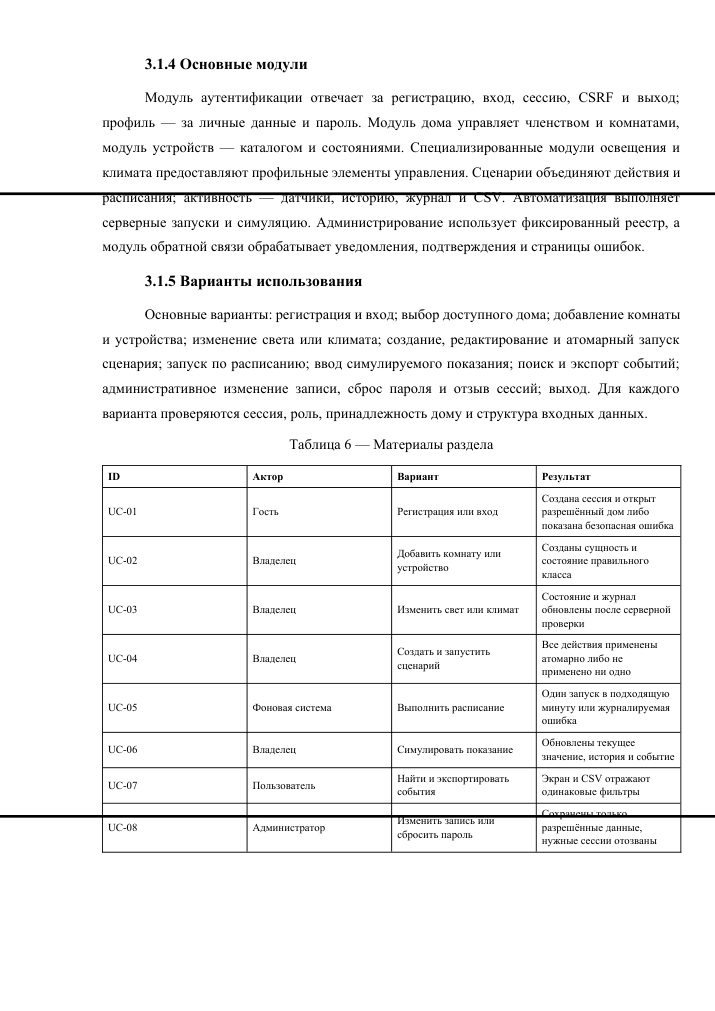 3.1.4 Основные модули
Модуль аутентификации отвечает за регистрацию, вход, сессию, CSRF и выход;
профиль — за личные данные и пароль. Модуль дома управляет членством и комнатами,
модуль устройств — каталогом и состояниями. Специализированные модули освещения и
климата предоставляют профильные элементы управления. Сценарии объединяют действия и
расписания; активность — датчики, историю, журнал и CSV. Автоматизация выполняет
серверные запуски и симуляцию. Администрирование использует фиксированный реестр, а
модуль обратной связи обрабатывает уведомления, подтверждения и страницы ошибок.
3.1.5 Варианты использования
Основные варианты: регистрация и вход; выбор доступного дома; добавление комнаты
и устройства; изменение света или климата; создание, редактирование и атомарный запуск
сценария; запуск по расписанию; ввод симулируемого показания; поиск и экспорт событий;
административное изменение записи, сброс пароля и отзыв сессий; выход. Для каждого
варианта проверяются сессия, роль, принадлежность дому и структура входных данных.
Таблица 6 — Материалы раздела
ID Актор Вариант Результат
UC-01 Гость Регистрация или вход Создана сессия и открыт
разрешённый дом либо
показана безопасная ошибка
UC-02 Владелец Добавить комнату или
устройство
Созданы сущность и
состояние правильного
класса
UC-03 Владелец Изменить свет или климат Состояние и журнал
обновлены после серверной
проверки
UC-04 Владелец Создать и запустить
сценарий
Все действия применены
атомарно либо не
применено ни одно
UC-05 Фоновая система Выполнить расписание Один запуск в подходящую
минуту или журналируемая
ошибка
UC-06 Владелец Симулировать показание Обновлены текущее
значение, история и событие
UC-07 Пользователь Найти и экспортировать
события
Экран и CSV отражают
одинаковые фильтры
UC-08 Администратор Изменить запись или
сбросить пароль
Сохранены только
разрешённые данные,
нужные сессии отозваны